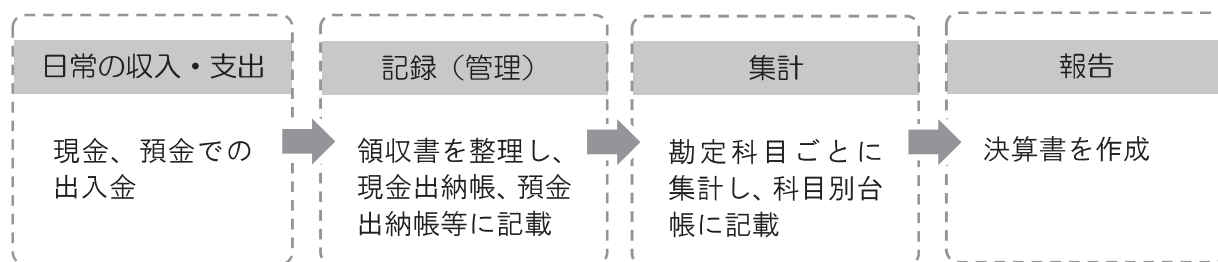 日常の収入・支出
現金、預金での
出入金
記録（管理）
領収書を整理し、
現金出納帳、預金
出納帳等に記載
集計
勘定科目ごとに
集計し、科目別台
帳に記載
報告
決算書を作成